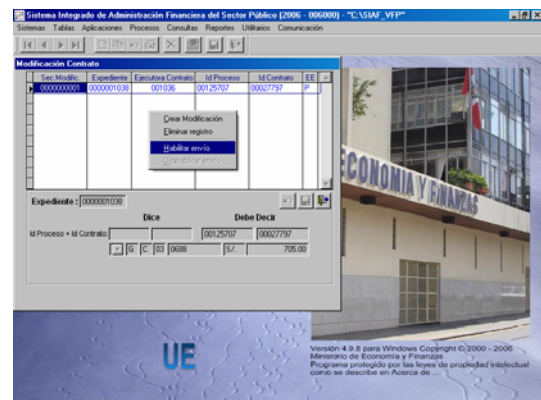 Sistema Integrado de Administración Financiera del Sector Público [2006 - 006000] - "C:\SIAF_VFP"
Sistemas Tablas Aplicaciones Procesos Consultas Reportes Utilitarios Comunicación
Modificación Contrato
Sec.Modific. Expediente Ejecutora Contrato Id Proceso Id Contrato EE
0000000001 0000001038 001036 00125707 00027797 P
Crear Modificación
Eliminar registro
Habilitar envío
Deshabilitar envío
Expediente : 0000001038
Dice Debe Decir
Id Proceso + Id Contrato: 00125707 00027797
G C 03 0688 S/. 705.00
ECONOMIA Y FINANZAS
UE
Versión 4.9.8 para Windows Copyright © 2000 - 2006
Ministerio de Economía y Finanzas
Programa protegido por las leyes de propiedad intelectual
como se describe en Acerca de ...